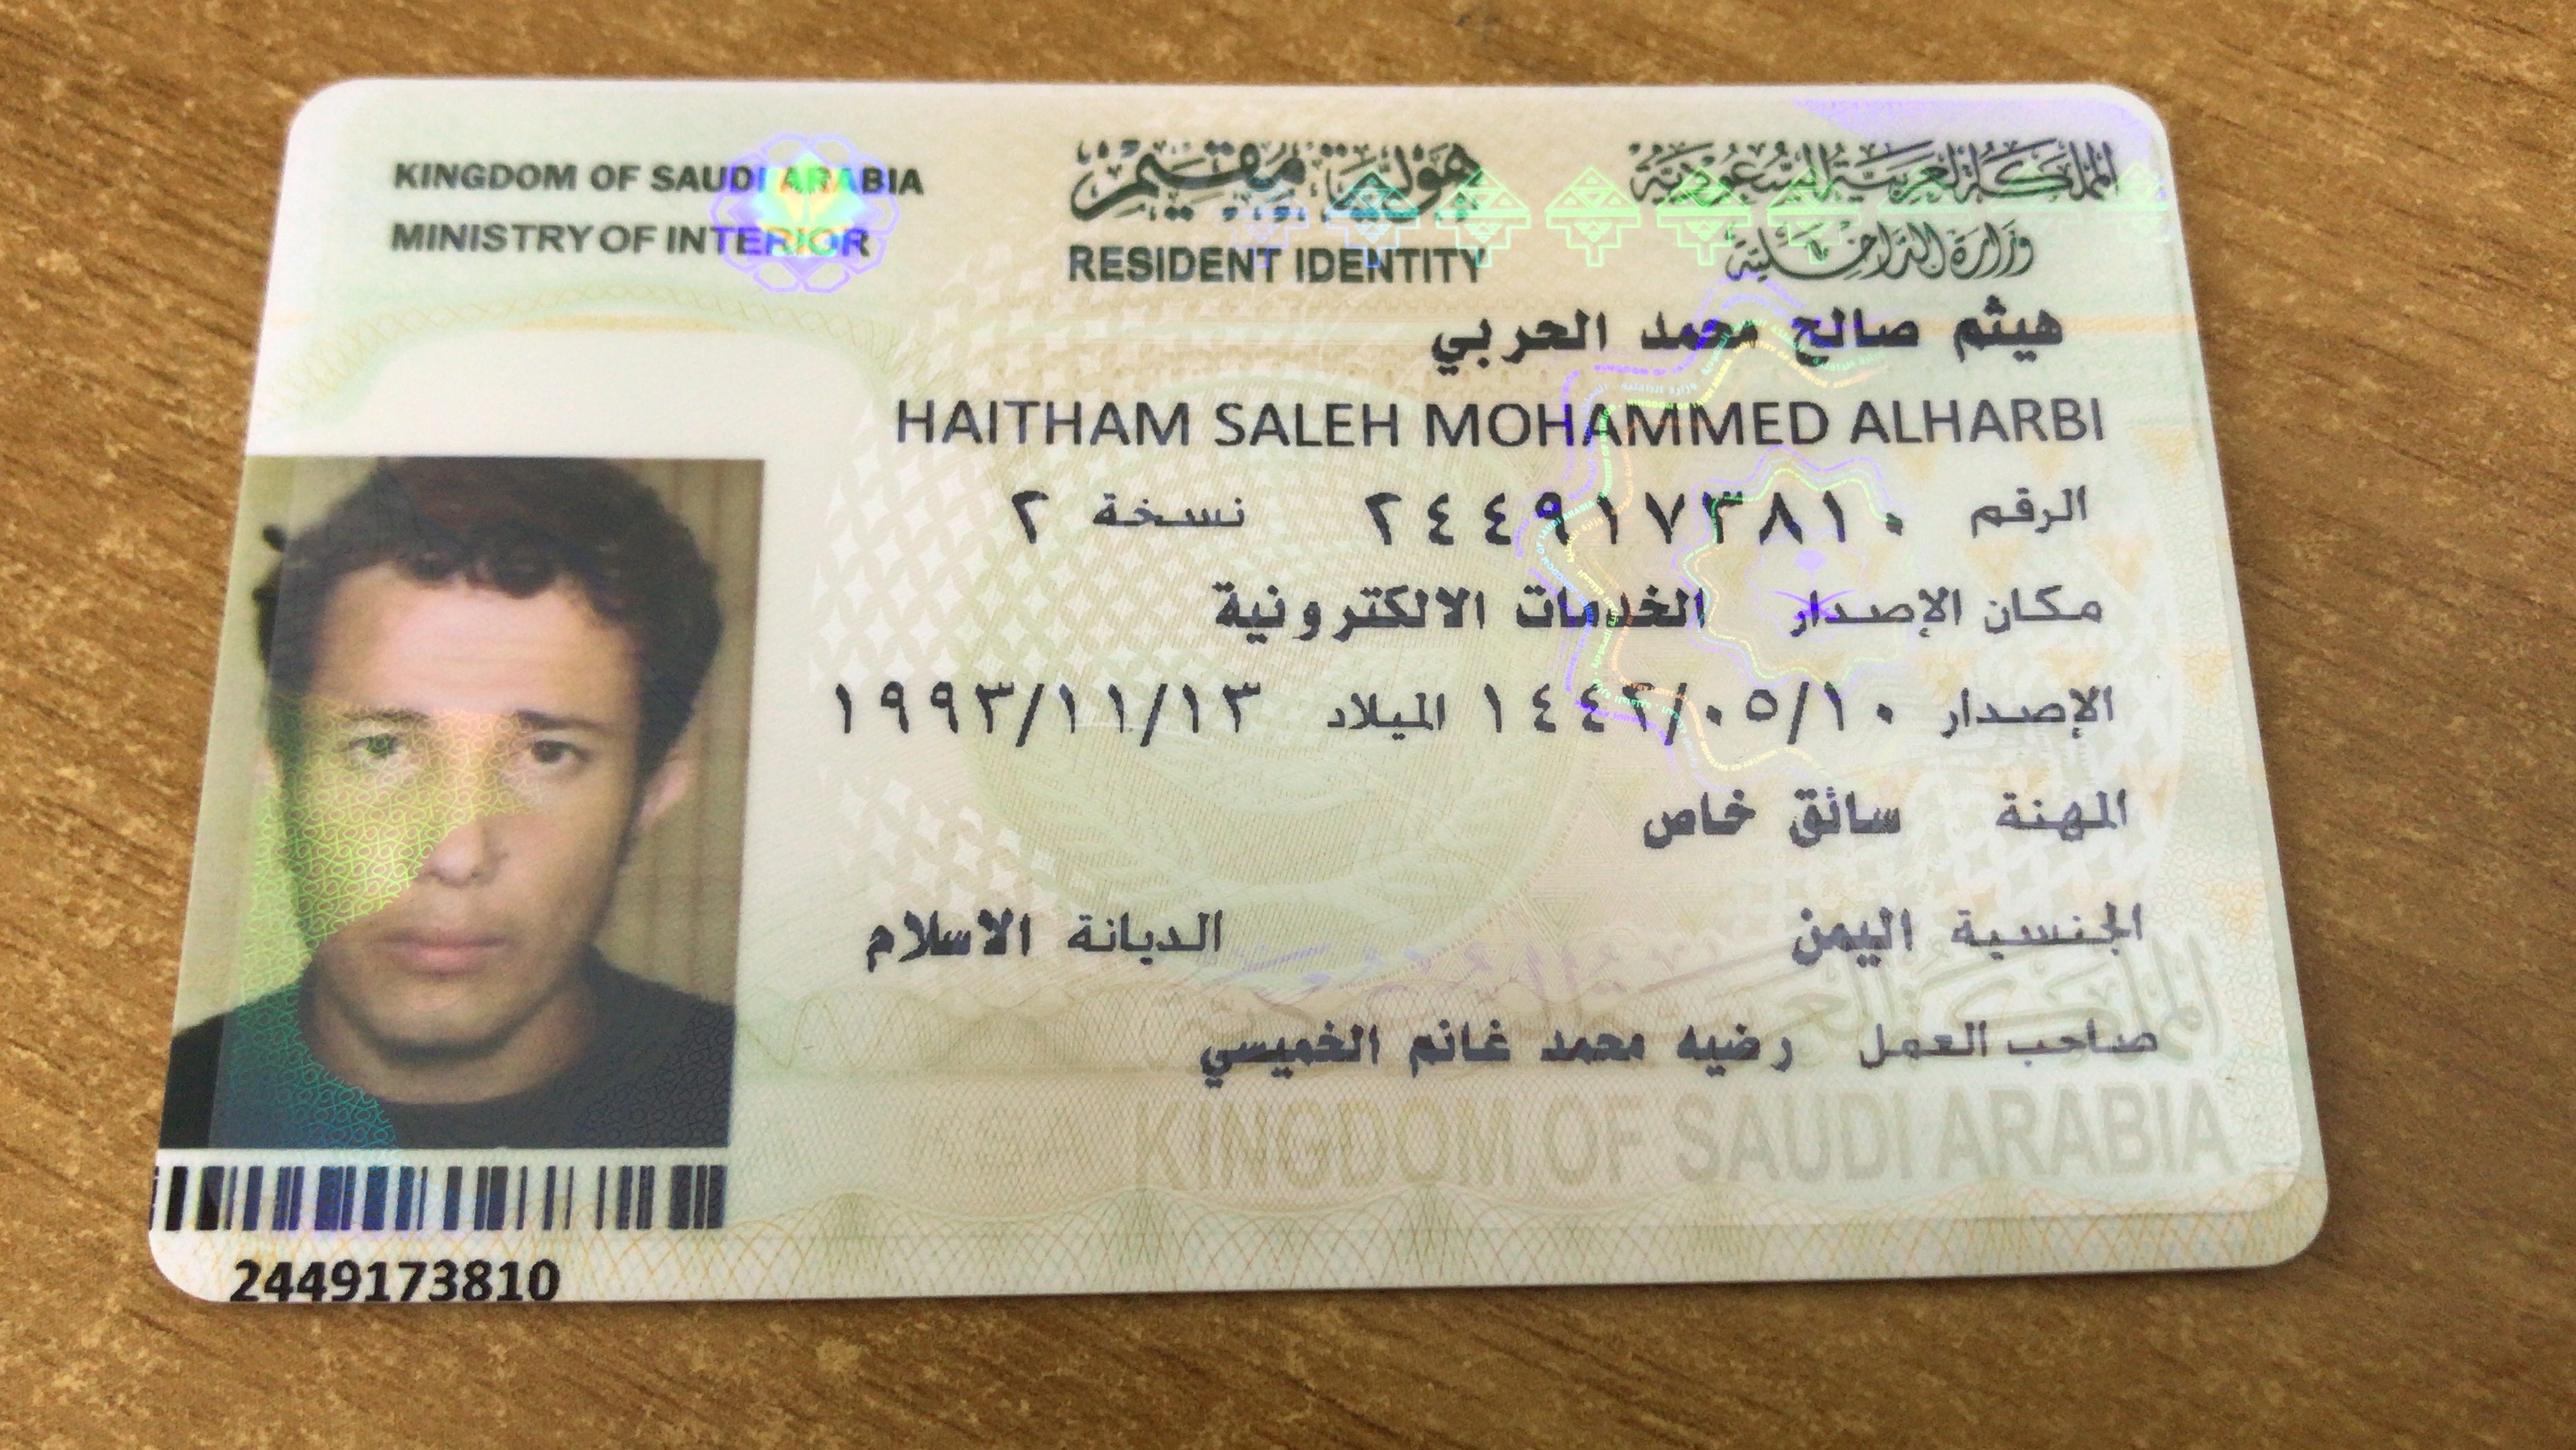 KINGDOM OF SAUDI ARABIA
MINISTRY OF INTERIOR
هوية مقيم
RESIDENT IDENTITY
المملكة العربية السعودية
وزارة الداخلية
هيثم صالح محمد الحربي
HAITHAM SALEH MOHAMMED ALHARBI
الرقم ٢٤٤٩١٧٣٨١٠ نسخة ٢
مكان الإصدار الخدمات الالكترونية
الإصدار ١٤٤٢/٠٥/١٠ الميلاد ١٩٩٣/١١/١٣
المهنة سائق خاص
الجنسية اليمن الديانة الاسلام
صاحب العمل رضيه محمد غانم الخميسي
KINGDOM OF SAUDI ARABIA
2449173810